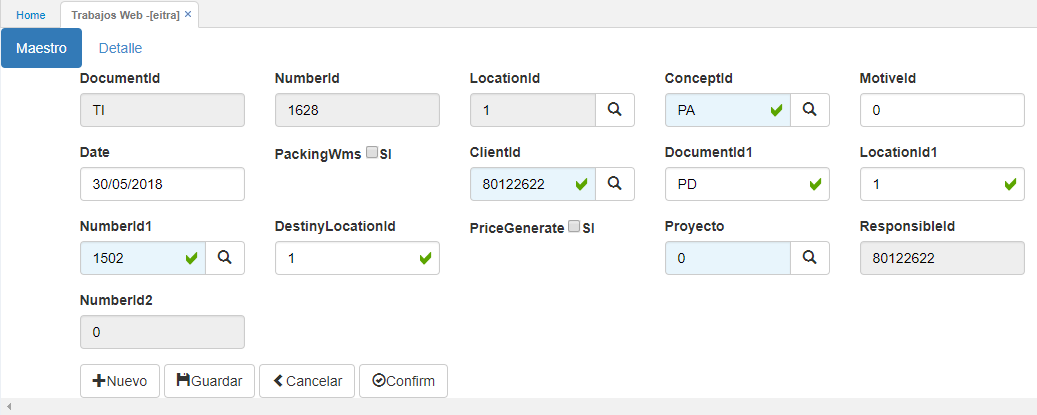 Home Trabajos Web -[eitra] ×
Maestro Detalle
DocumentId NumberId LocationId ConceptId MotiveId
TI 1628 1 PA 0
Date PackingWms SI ClientId DocumentId1 LocationId1
30/05/2018 80122622 PD 1
NumberId1 DestinyLocationId PriceGenerate SI Proyecto ResponsibleId
1502 1 0 80122622
NumberId2
0
Nuevo Guardar Cancelar Confirm